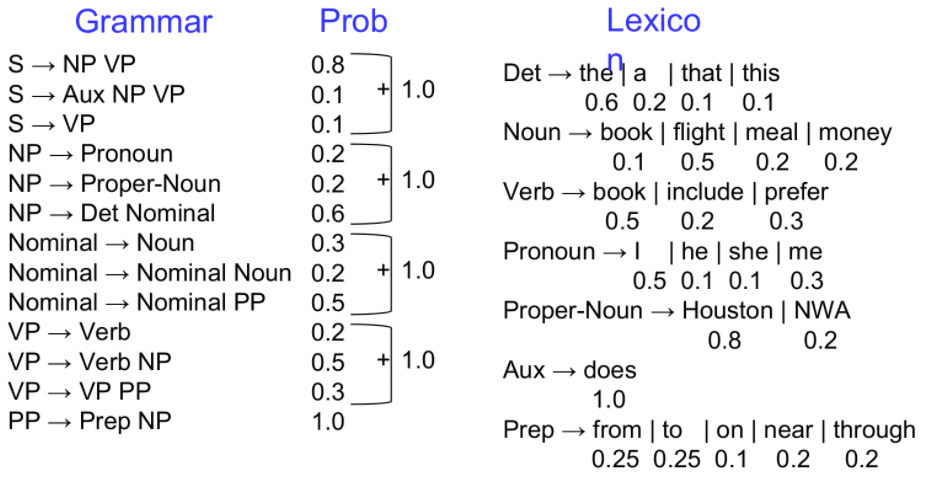 Grammar
Prob
S → NP VP 0.8
S → Aux NP VP 0.1 + 1.0
S → VP 0.1
NP → Pronoun 0.2
NP → Proper-Noun 0.2 + 1.0
NP → Det Nominal 0.6
Nominal → Noun 0.3
Nominal → Nominal Noun 0.2 + 1.0
Nominal → Nominal PP 0.5
VP → Verb 0.2
VP → Verb NP 0.5 + 1.0
VP → VP PP 0.3
PP → Prep NP 1.0
Lexico
n
Det → the | a | that | this
0.6 0.2 0.1 0.1
Noun → book | flight | meal | money
0.1 0.5 0.2 0.2
Verb → book | include | prefer
0.5 0.2 0.3
Pronoun → I | he | she | me
0.5 0.1 0.1 0.3
Proper-Noun → Houston | NWA
0.8 0.2
Aux → does
1.0
Prep → from | to | on | near | through
0.25 0.25 0.1 0.2 0.2